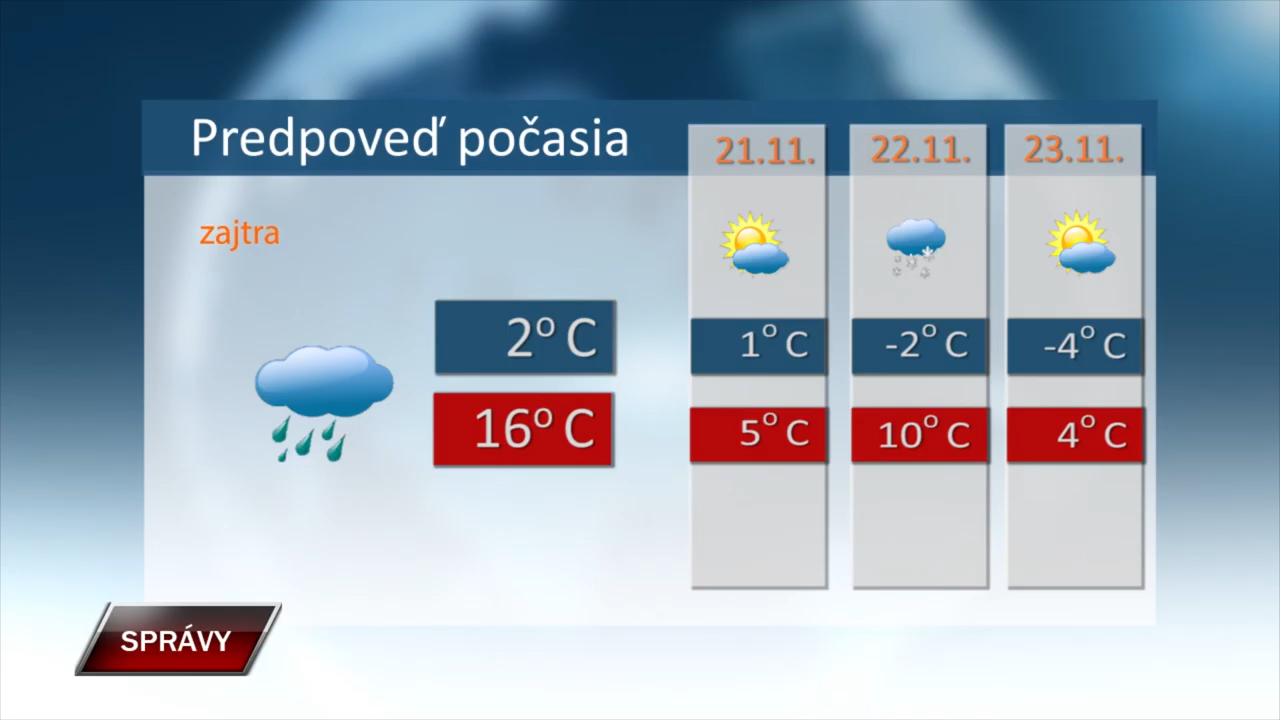 Predpoveď počasia
zajtra
2° C
16° C
21.11.
1° C
5° C
22.11.
-2° C
10° C
23.11.
-4° C
4° C
SPRÁVY